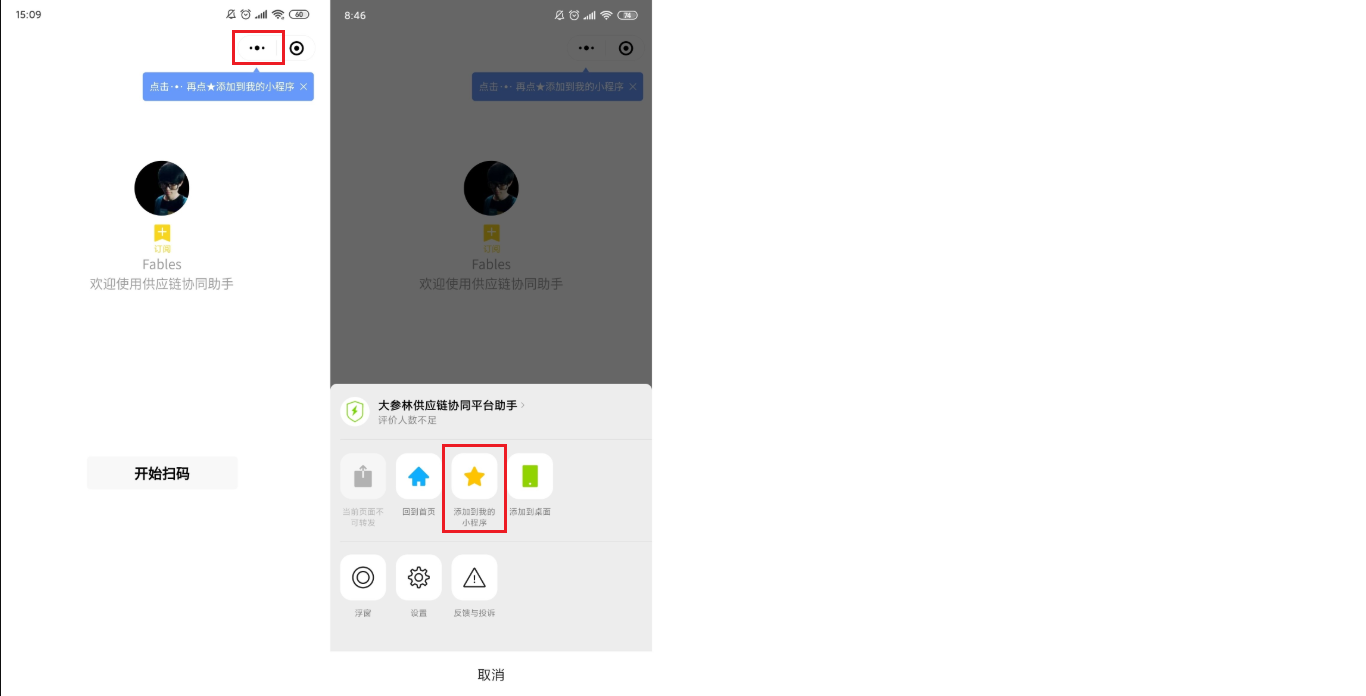 15:09
60
点击·•· 再点★添加到我的小程序 ×
订阅
Fables
欢迎使用供应链协同助手
开始扫码
8:46
74
点击·•· 再点★添加到我的小程序 ×
订阅
Fables
欢迎使用供应链协同助手
大参林供应链协同平台助手 >
评价人数不足
当前页面不
可转发
回到首页
添加到我的
小程序
添加到桌面
浮窗
设置
反馈与投诉
取消